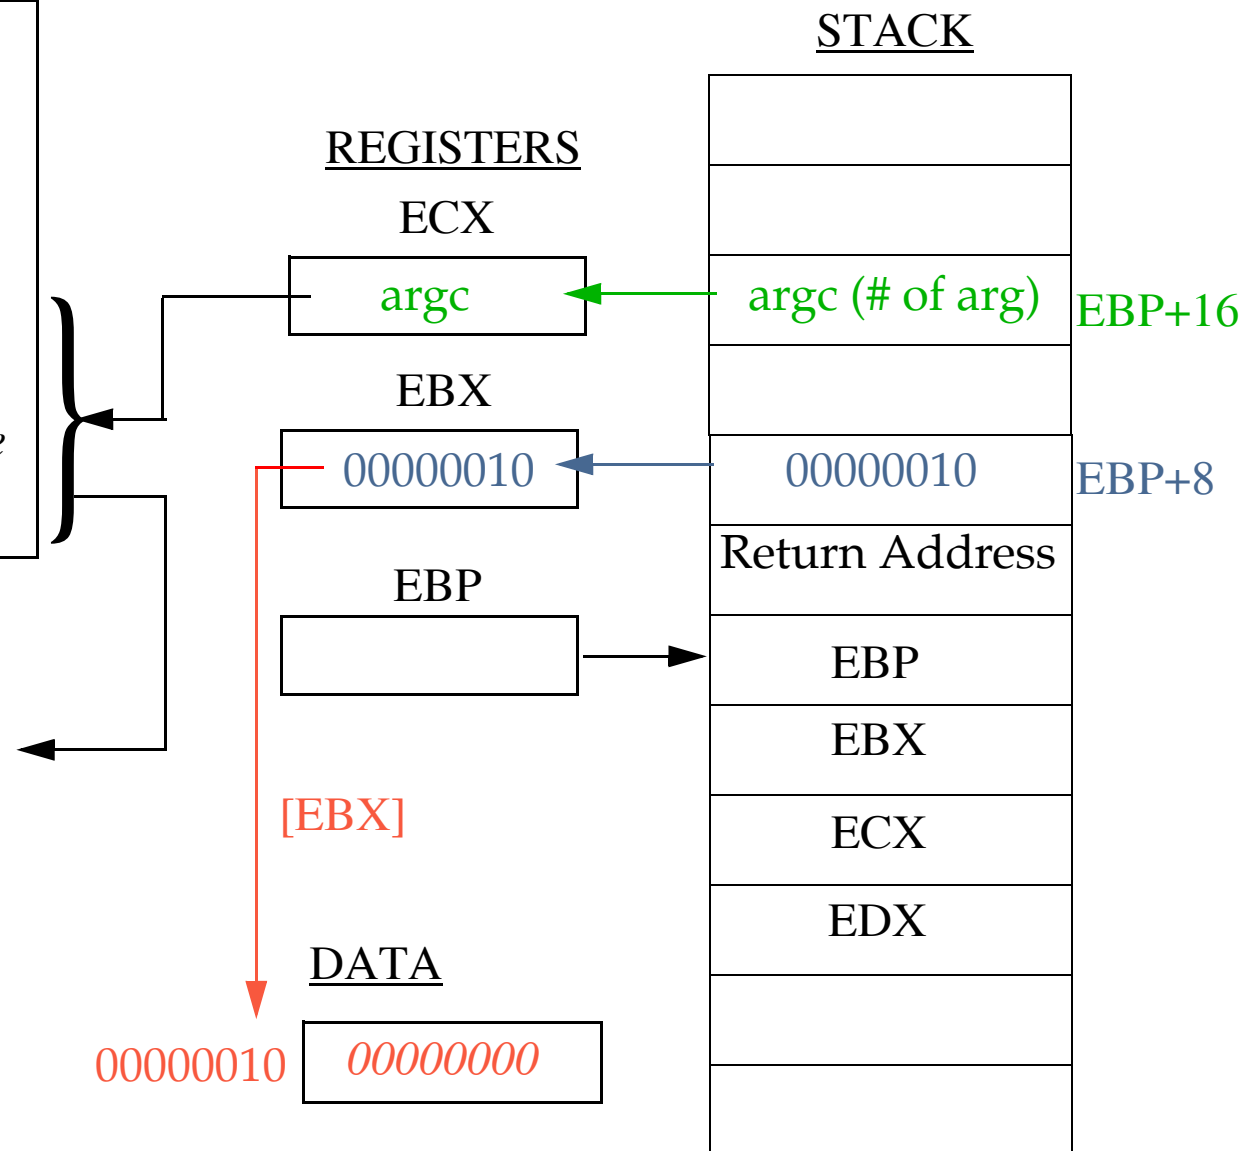 STACK
REGISTERS
ECX
argc
argc (# of arg)
EBP+16
EBX
e
00000010
00000010
EBP+8
Return Address
EBP
EBP
EBX
[EBX]
ECX
EDX
DATA
00000010
00000000